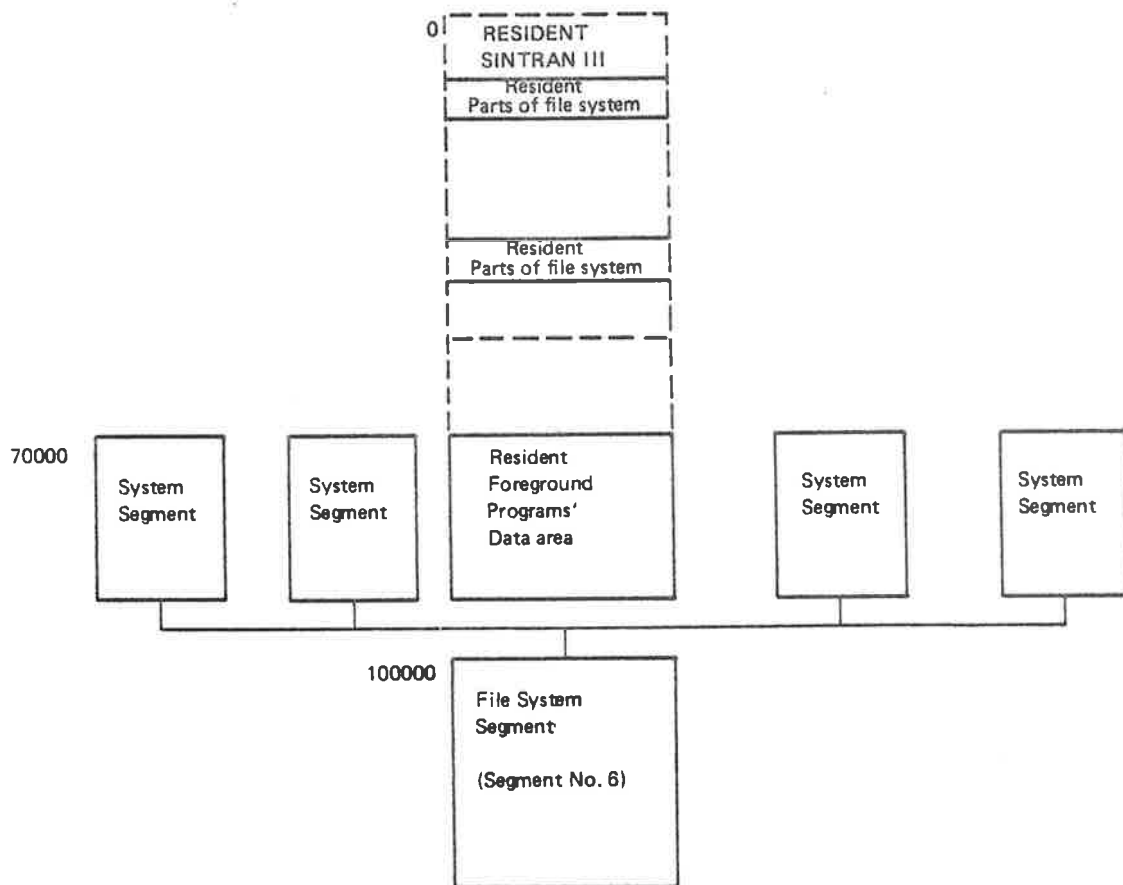 0
RESIDENT
SINTRAN III
Resident
Parts of file system
Resident
Parts of file system
70000
System
Segment
System
Segment
Resident
Foreground
Programs'
Data area
System
Segment
System
Segment
100000
File System
Segment
(Segment No. 6)